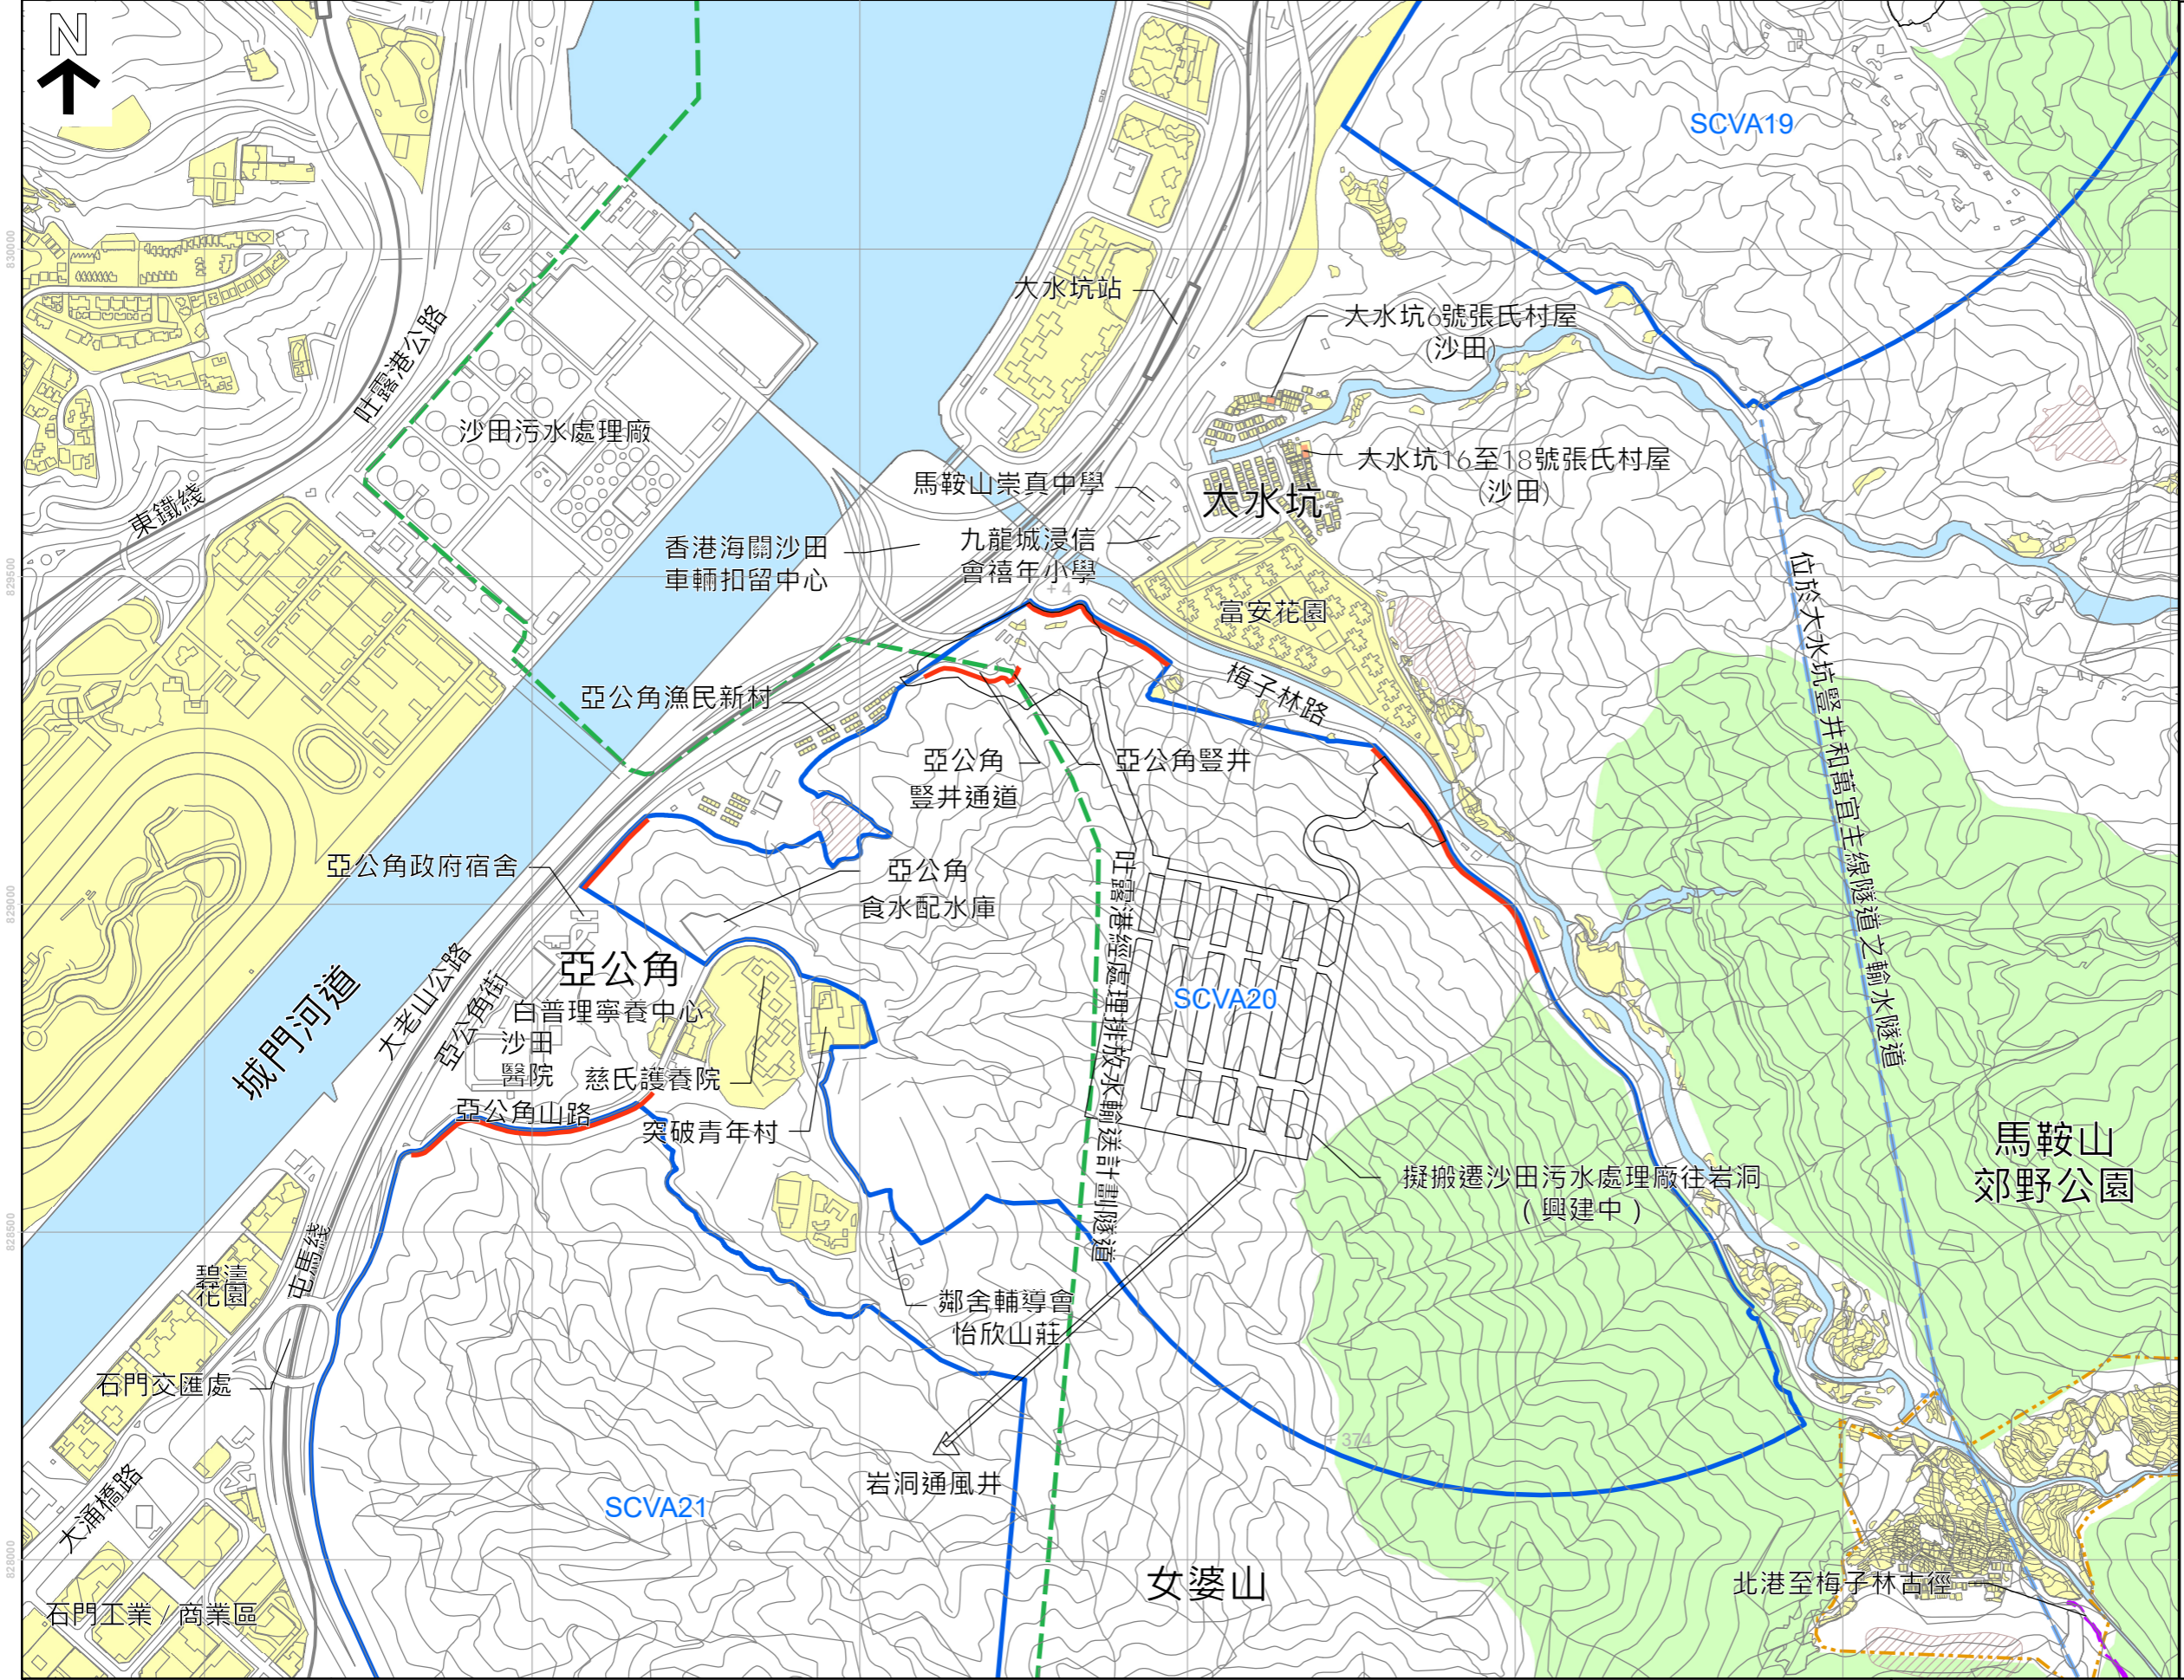 N
SCVA19
830000
大水坑站
大水坑6號張氏村屋
(沙田)
吐露港公路
沙田污水處理廠
大水坑16至18號張氏村屋
(沙田)
馬鞍山崇真中學
大水坑
東鐵綫
香港海關沙田
車輛扣留中心
九龍城浸信
會禧年小學
829500
+ 4
富安花園
位於大水坑豎井和萬宜主線隧道之輸水隧道
梅子林路
亞公角漁民新村
亞公角
豎井通道
亞公角豎井
亞公角政府宿舍
亞公角
食水配水庫
829000
吐露港經處理排放水輸送計劃隧道
亞公角
城門河道
大老山公路
亞公角街
白普理寧養中心
SCVA20
沙田
醫院
慈氏護養院
亞公角山路
突破青年村
馬鞍山
郊野公園
擬搬遷沙田污水處理廠往岩洞
( 興建中 )
828500
屯馬綫
碧濤
花園
鄰舍輔導會
怡欣山莊
石門交匯處
+ 374
岩洞通風井
SCVA21
大涌橋路
828000
女婆山
北港至梅子林古徑
石門工業 / 商業區